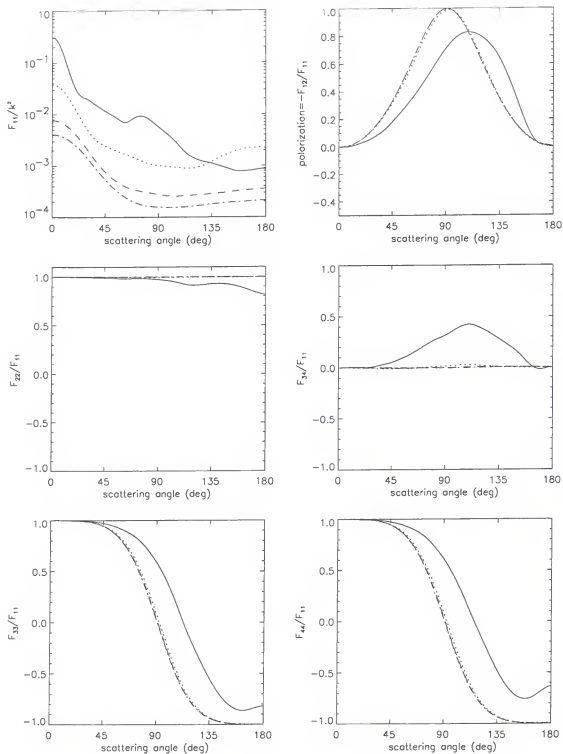 F₁₁/k²
10⁰
10⁻¹
10⁻²
10⁻³
10⁻⁴
0 45 90 135 180
scattering angle (deg)
polarization=−F₁₂/F₁₁
1.0
0.8
0.6
0.4
0.2
0.0
−0.2
−0.4
0 45 90 135 180
scattering angle (deg)
F₂₂/F₁₁
1.0
0.5
0.0
−0.5
−1.0
0 45 90 135 180
scattering angle (deg)
F₃₄/F₁₁
1.0
0.5
0.0
−0.5
−1.0
0 45 90 135 180
scattering angle (deg)
F₃₃/F₁₁
1.0
0.5
0.0
−0.5
−1.0
0 45 90 135 180
scattering angle (deg)
F₄₄/F₁₁
1.0
0.5
0.0
−0.5
−1.0
0 45 90 135 180
scattering angle (deg)